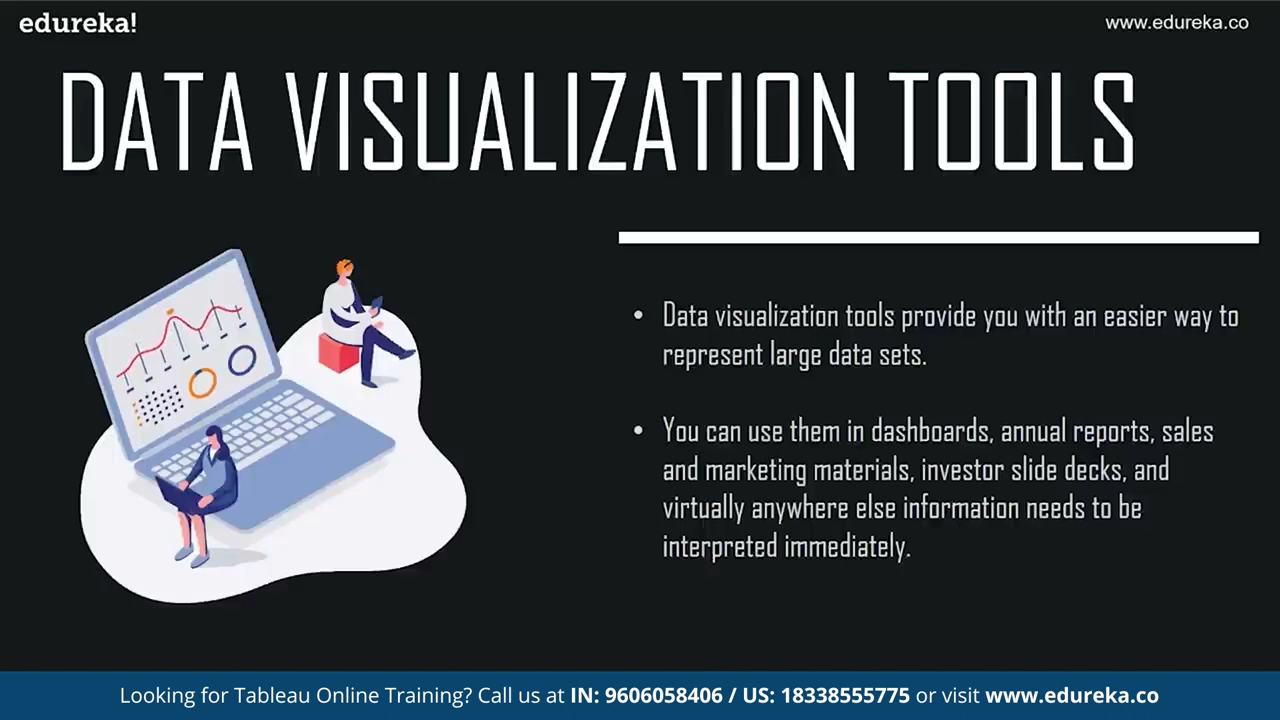 edureka!
www.edureka.co
DATA VISUALIZATION TOOLS
• Data visualization tools provide you with an easier way to
represent large data sets.
• You can use them in dashboards, annual reports, sales
and marketing materials, investor slide decks, and
virtually anywhere else information needs to be
interpreted immediately.
Looking for Tableau Online Training? Call us at IN: 9606058406 / US: 18338555775 or visit www.edureka.co